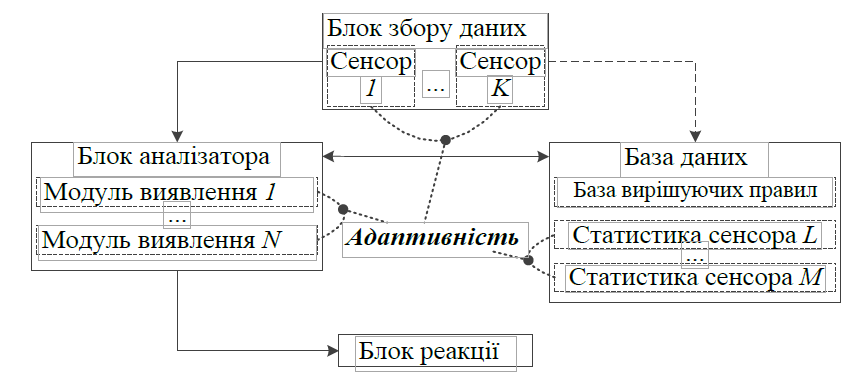 Блок збору даних
Сенсор 1
...
Сенсор K
Блок аналізатора
Модуль виявлення 1
...
Модуль виявлення N
База даних
База вирішуючих правил
Статистика сенсора L
...
Статистика сенсора M
Адаптивність
Блок реакції